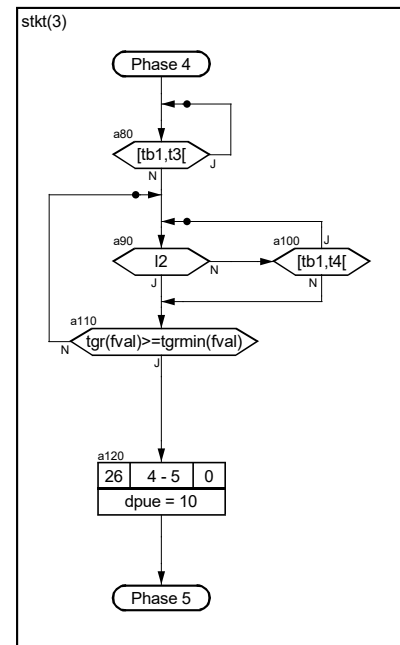 stkt(3)
Phase 4
a80
[tb1,t3[
J
N
a90
l2
N
J
a100
J
[tb1,t4[
N
a110
tgr(fval)>=tgrmin(fval)
N
J
a120
26 4 - 5 0
dpue = 10
Phase 5